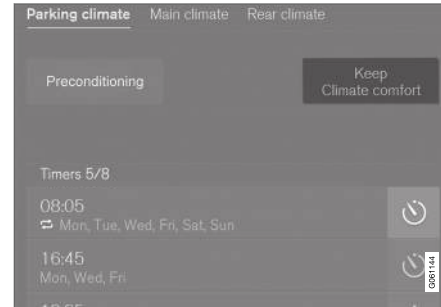 Parking climate Main climate Rear climate
Preconditioning
Keep
Climate comfort
Timers 5/8
08:05
Mon, Tue, Wed, Fri, Sat, Sun
16:45
Mon, Wed, Fri
G061144